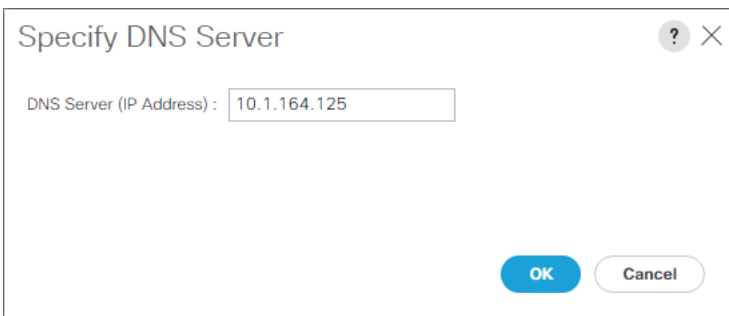 Specify DNS Server ?
DNS Server (IP Address) : 10.1.164.125
OK Cancel